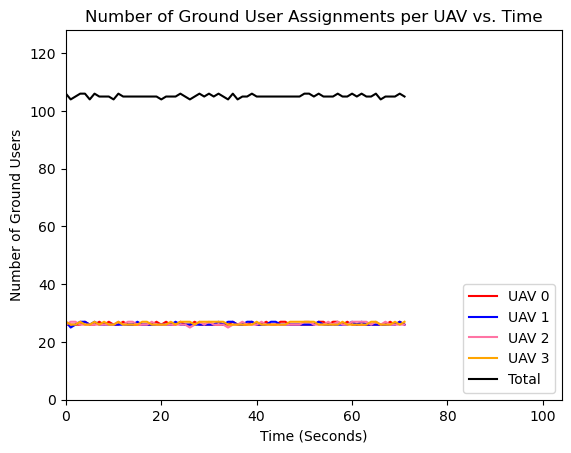 Number of Ground User Assignments per UAV vs. Time
120
100
80
60
40
20
0
Number of Ground Users
UAV 0
UAV 1
UAV 2
UAV 3
Total
0 20 40 60 80 100
Time (Seconds)